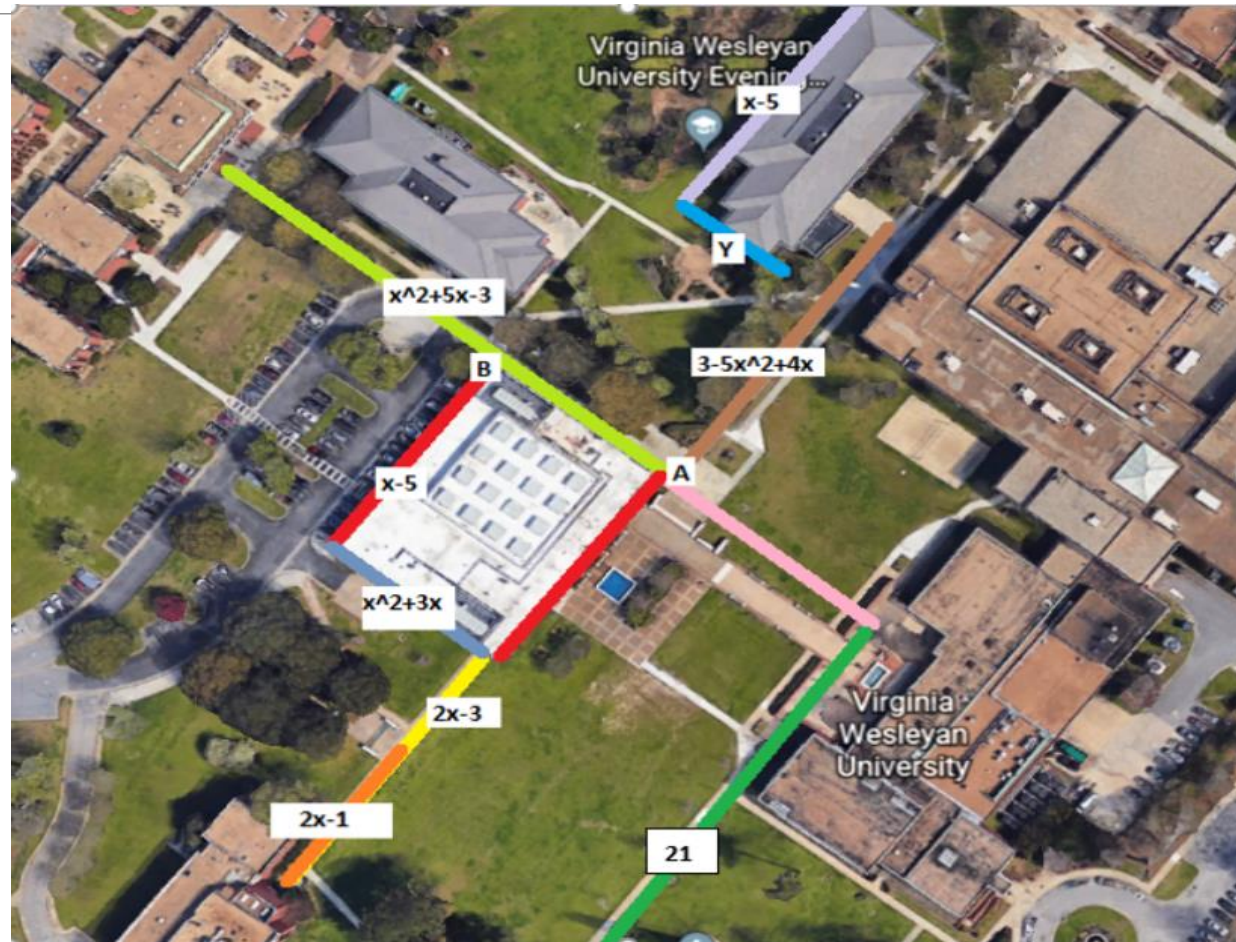 Virginia Wesleyan
University Evening...
x-5
Y
x^2+5x-3
3-5x^2+4x
B
A
x-5
x^2+3x
2x-3
Virginia
Wesleyan
University
2x-1
21